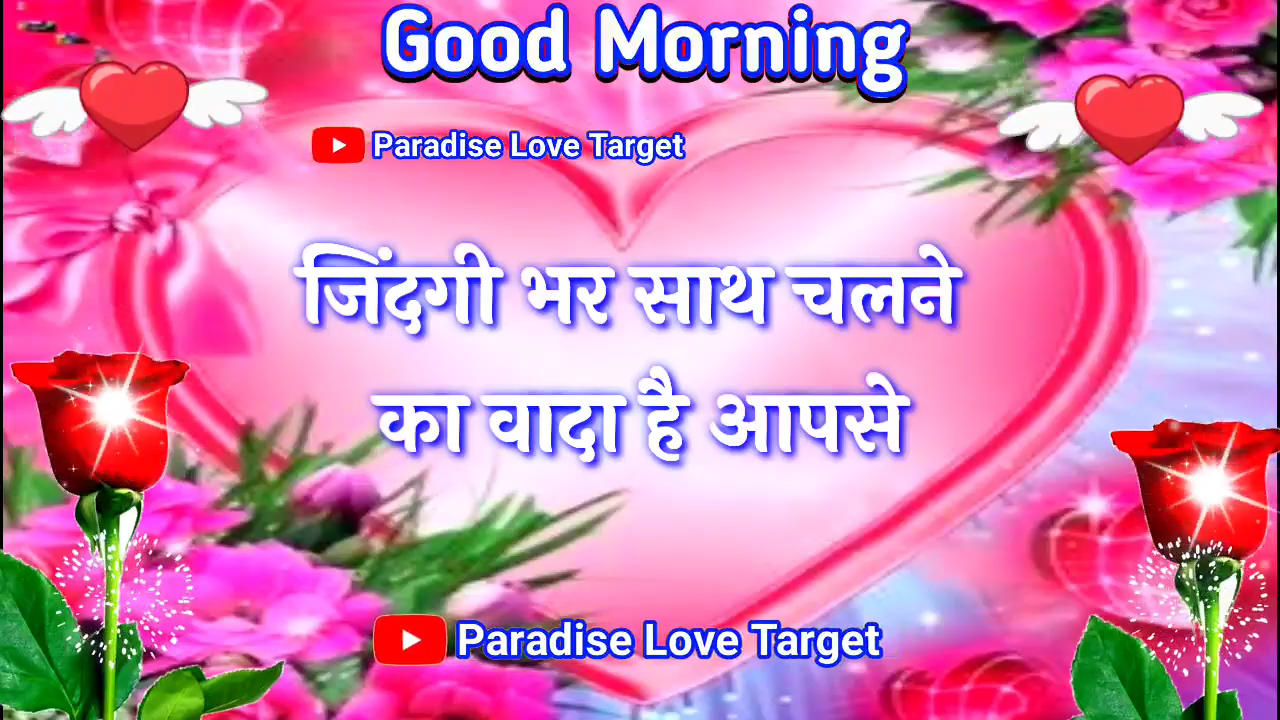 Good Morning
Paradise Love Target
जिंदगी भर साथ चलने
का वादा है आपसे
Paradise Love Target